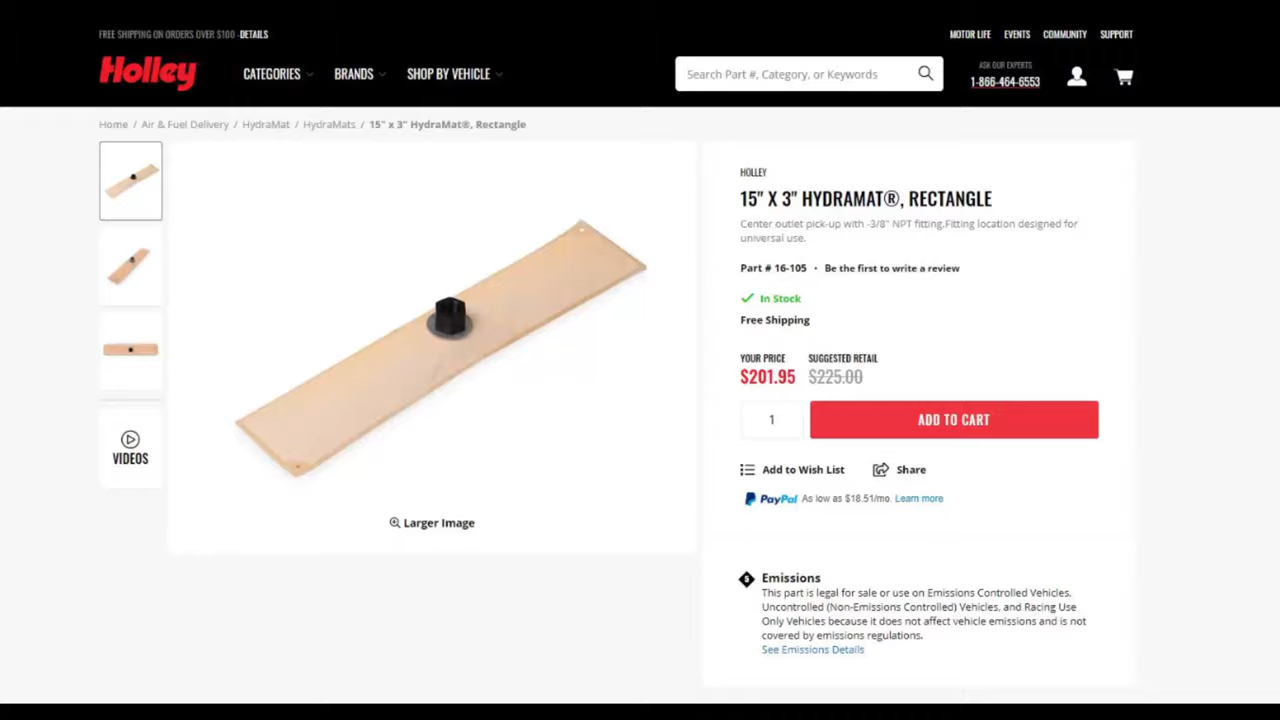 FREE SHIPPING ON ORDERS OVER $100 - DETAILS
MOTOR LIFE EVENTS COMMUNITY SUPPORT
Holley
CATEGORIES BRANDS SHOP BY VEHICLE
Search Part #, Category, or Keywords
ASK OUR EXPERTS
1-866-464-6553
Home / Air & Fuel Delivery / HydraMat / HydraMats / 15" x 3" HydraMat®, Rectangle
VIDEOS
Larger Image
HOLLEY
15" X 3" HYDRAMAT®, RECTANGLE
Center outlet pick-up with -3/8" NPT fitting.Fitting location designed for
universal use.
Part # 16-105 • Be the first to write a review
In Stock
Free Shipping
YOUR PRICE SUGGESTED RETAIL
$201.95 $225.00
1 ADD TO CART
Add to Wish List Share
PayPal As low as $18.51/mo. Learn more
Emissions
This part is legal for sale or use on Emissions Controlled Vehicles,
Uncontrolled (Non-Emissions Controlled) Vehicles, and Racing Use
Only Vehicles because it does not affect vehicle emissions and is not
covered by emissions regulations.
See Emissions Details